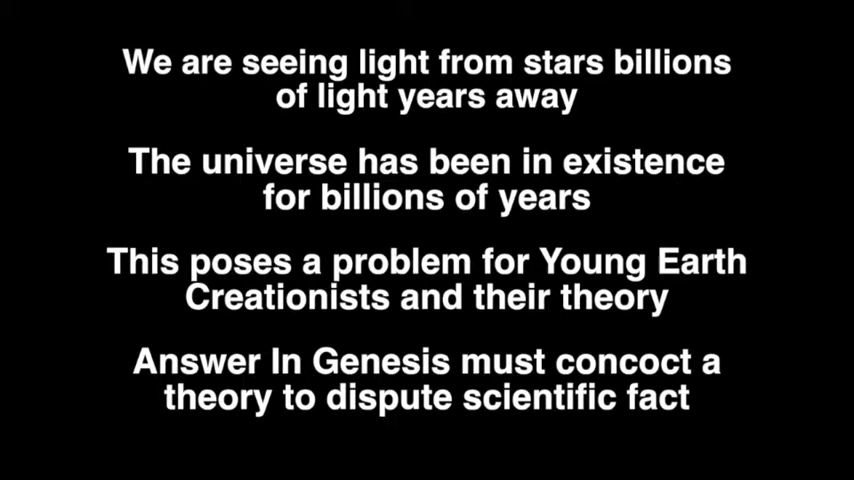 We are seeing light from stars billions
of light years away
The universe has been in existence
for billions of years
This poses a problem for Young Earth
Creationists and their theory
Answer In Genesis must concoct a
theory to dispute scientific fact